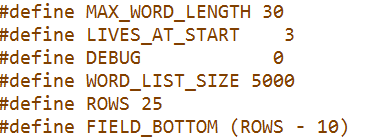 #define MAX_WORD_LENGTH 30
#define LIVES_AT_START    3
#define DEBUG             0
#define WORD_LIST_SIZE 5000
#define ROWS 25
#define FIELD_BOTTOM (ROWS - 10)